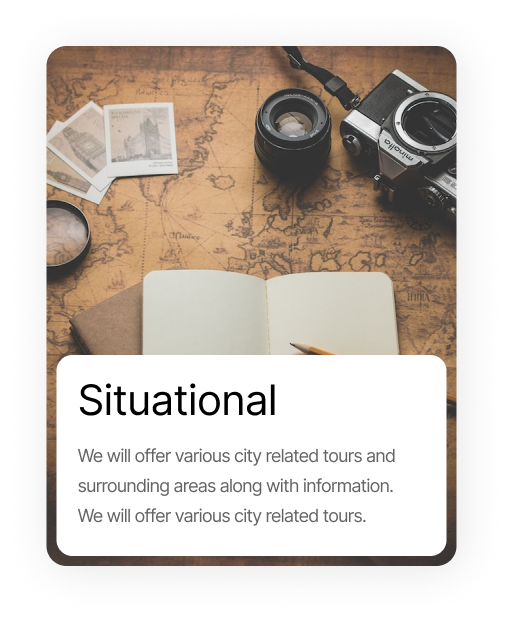 minolta
Situational
We will offer various city related tours and
surrounding areas along with information.
We will offer various city related tours.